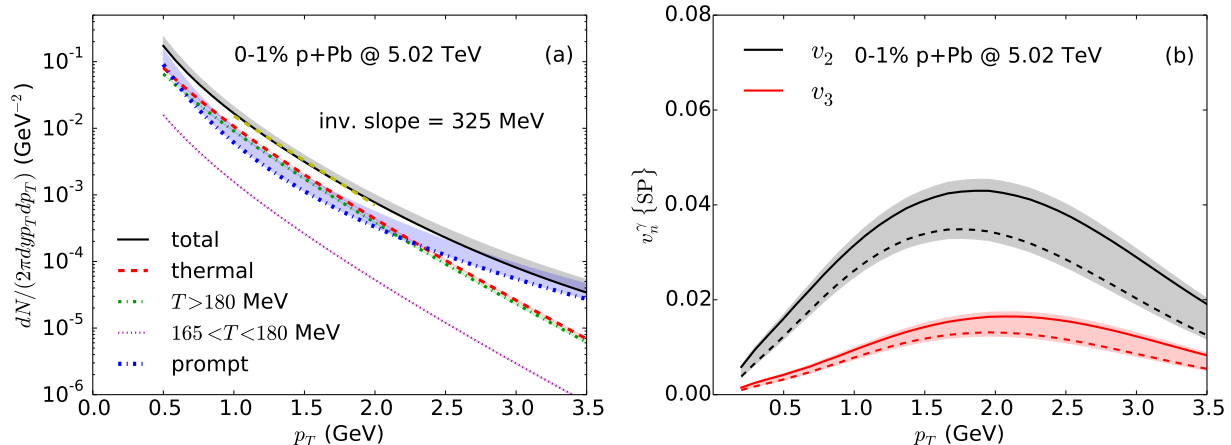 0-1% p+Pb @ 5.02 TeV (a)
inv. slope = 325 MeV
total
thermal
T>180 MeV
165<T<180 MeV
prompt
dN/(2πdyp_Tdp_T) (GeV⁻²)
10⁻¹
10⁻²
10⁻³
10⁻⁴
10⁻⁵
10⁻⁶
0.0 0.5 1.0 1.5 2.0 2.5 3.0 3.5
p_T (GeV)
v₂ 0-1% p+Pb @ 5.02 TeV (b)
v₃
v_n^γ {SP}
0.08
0.06
0.04
0.02
0.00
0.5 1.0 1.5 2.0 2.5 3.0 3.5
p_T (GeV)